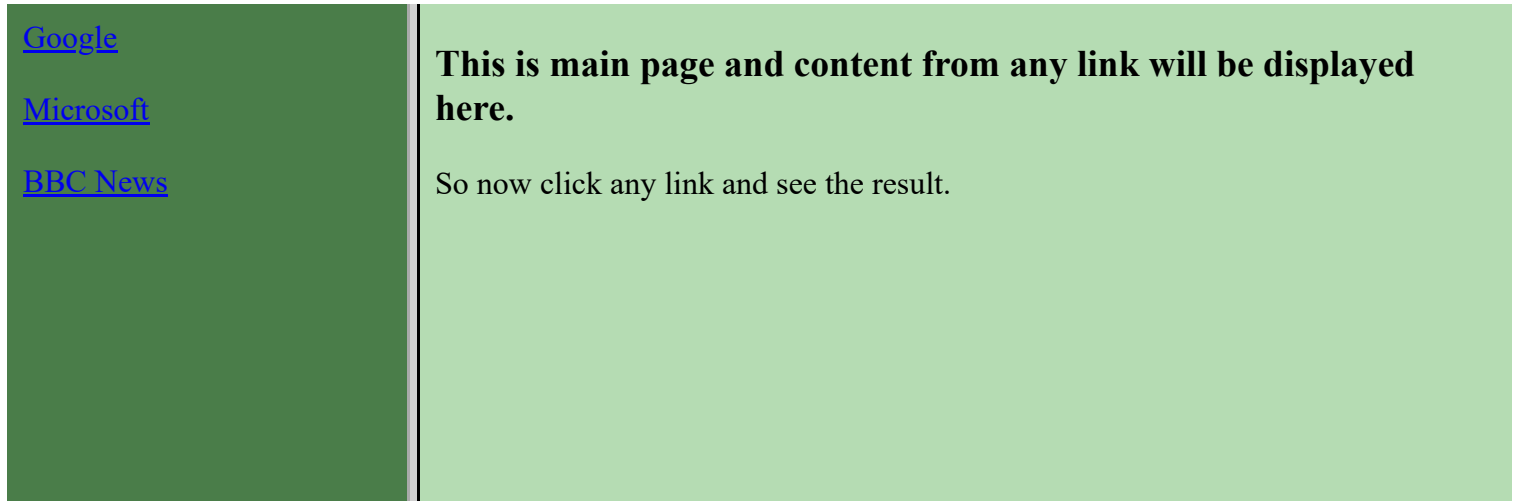 Google
Microsoft
BBC News
This is main page and content from any link will be displayed
here.
So now click any link and see the result.